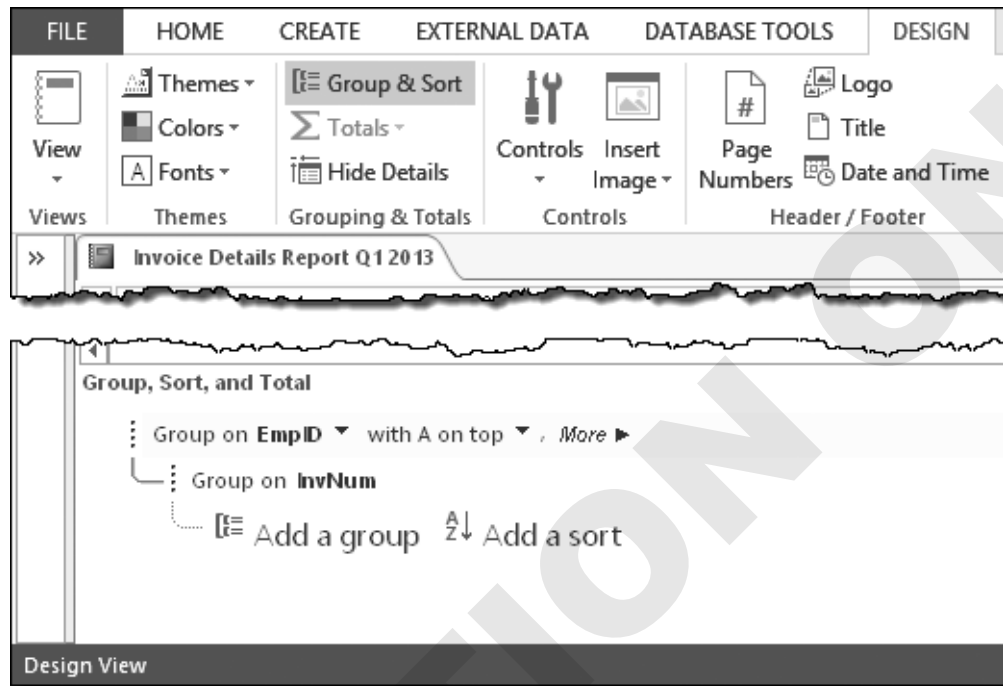 FILE HOME CREATE EXTERNAL DATA DATABASE TOOLS DESIGN
Themes Group & Sort Logo
Colors Totals Title
View Controls Insert Image Page Numbers
Fonts Hide Details Date and Time
Views Themes Grouping & Totals Controls Header / Footer
Invoice Details Report Q1 2013
Group, Sort, and Total
Group on EmpID with A on top , More
Group on InvNum
Add a group Add a sort
Design View
TION ON